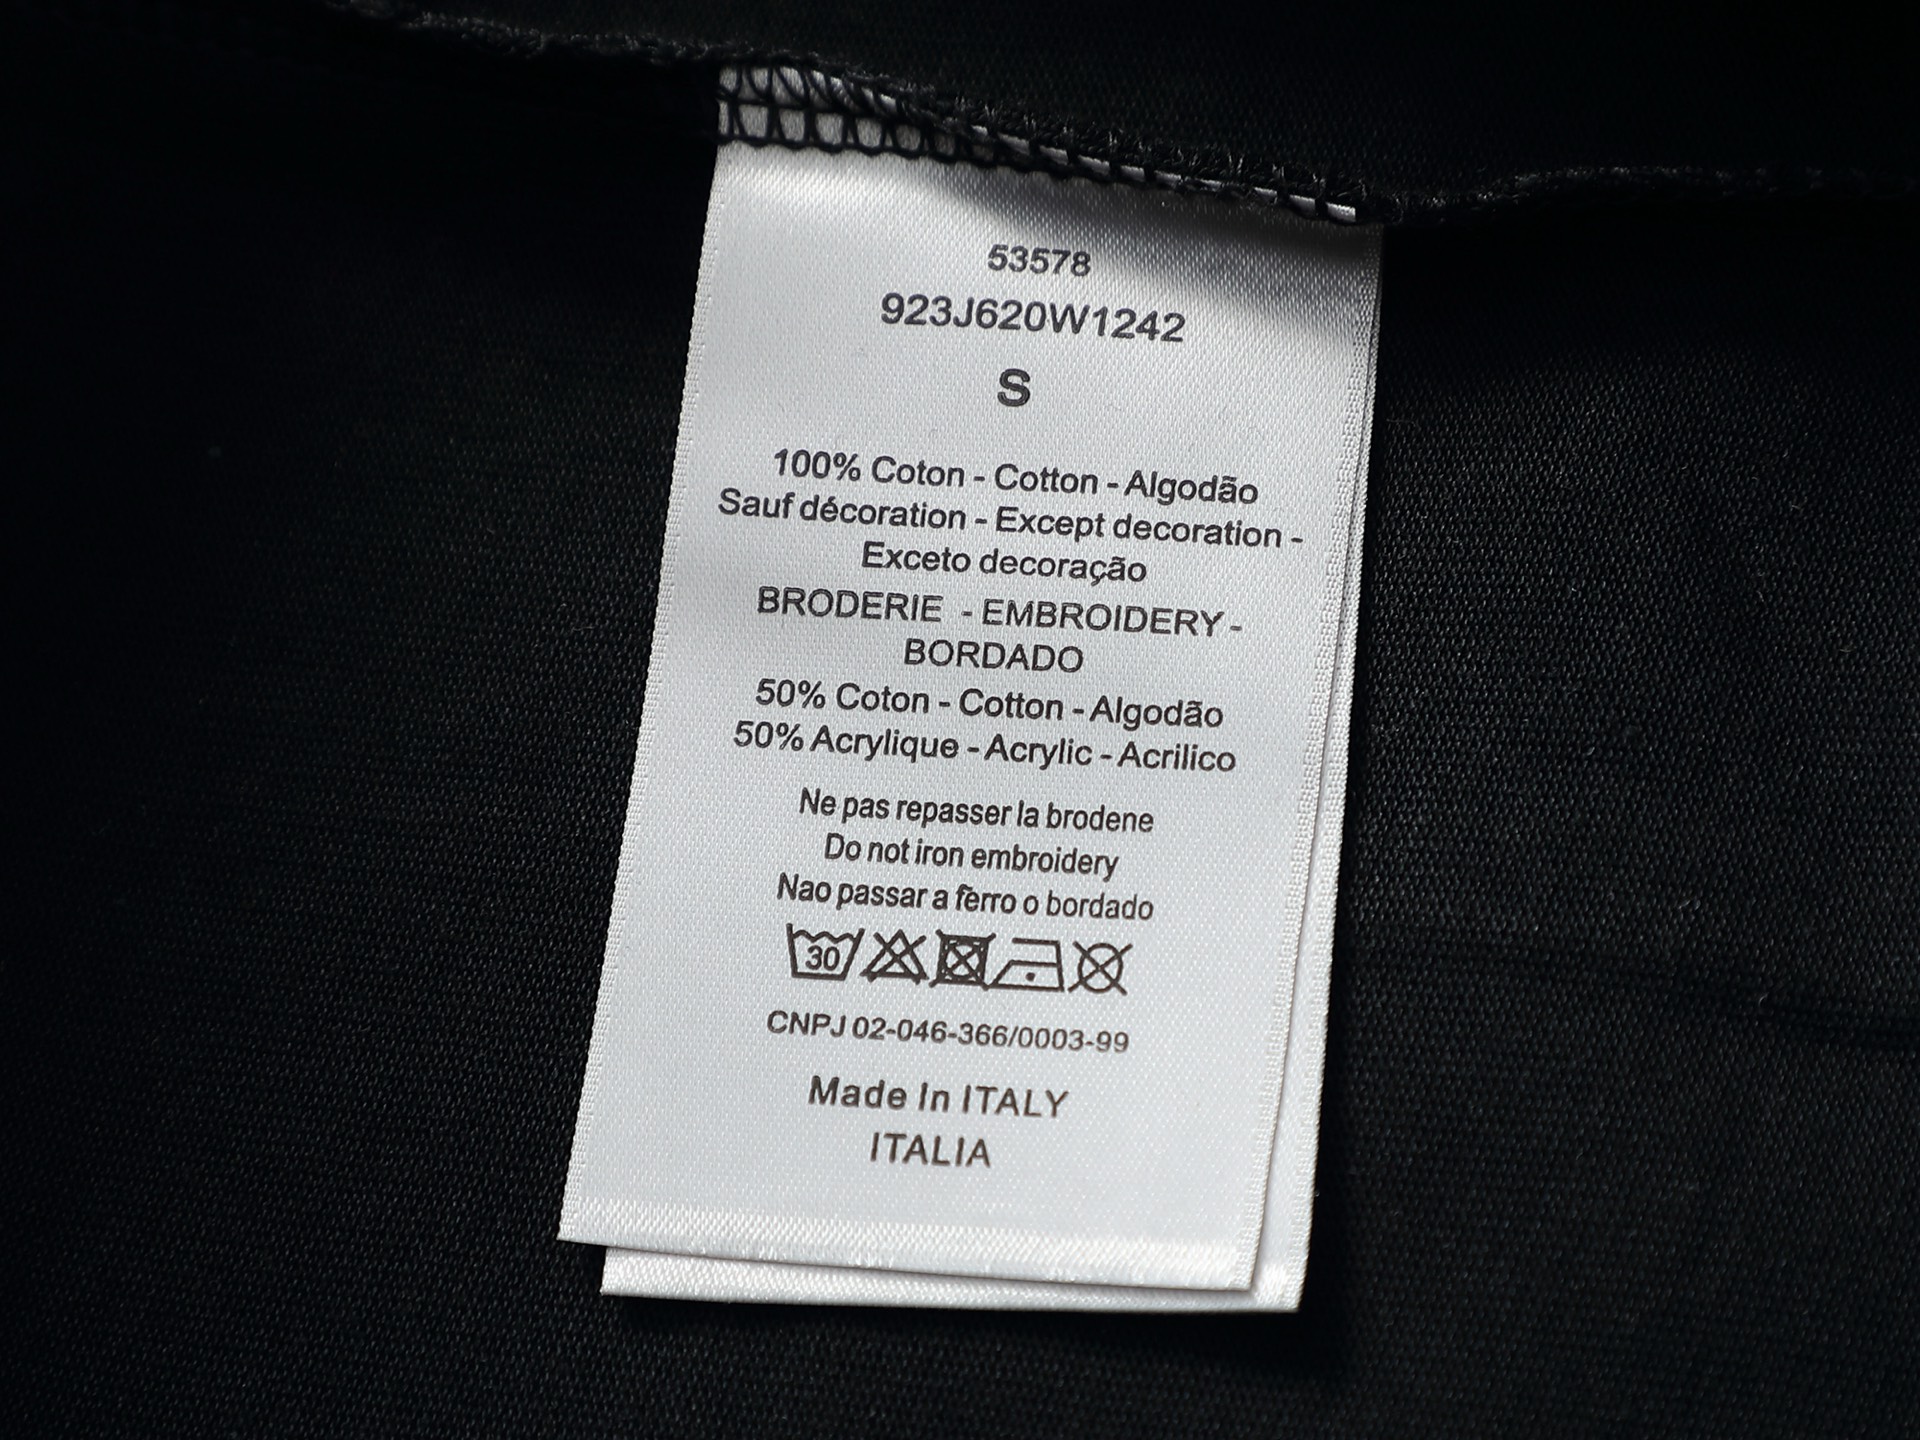 53578
923J620W1242
S
100% Coton - Cotton - Algodão
Sauf décoration - Except decoration -
Exceto decoração
BRODERIE - EMBROIDERY -
BORDADO
50% Coton - Cotton - Algodão
50% Acrylique - Acrylic - Acrilico
Ne pas repasser la brodene
Do not iron embroidery
Nao passar a ferro o bordado
30
CNPJ 02-046-366/0003-99
Made In ITALY
ITALIA